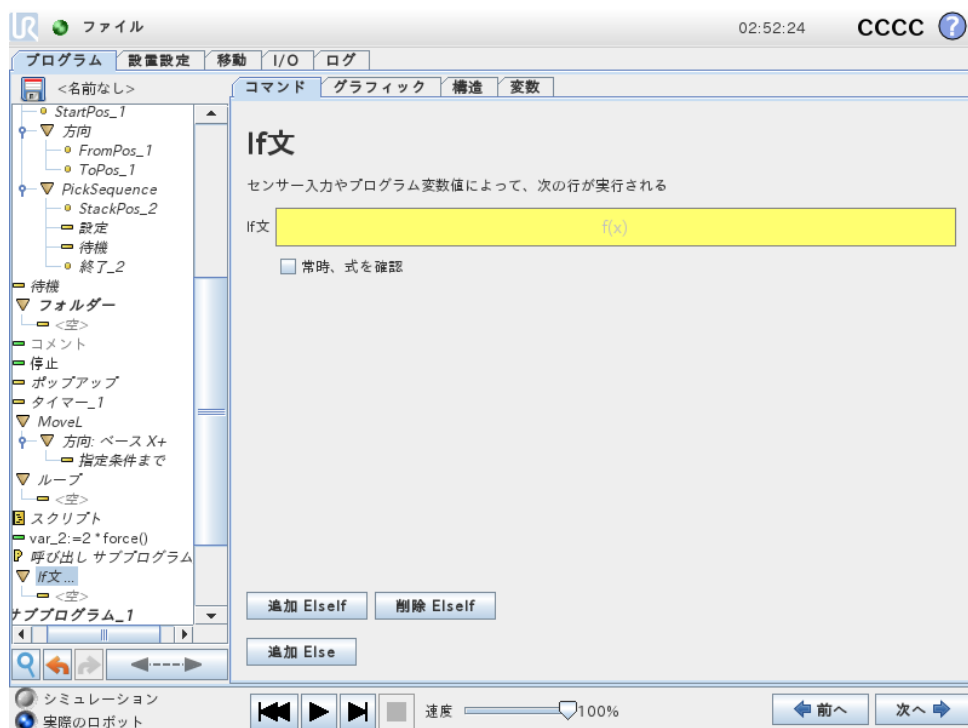 UR ファイル 02:52:24 CCCC ?
プログラム 設置設定 移動 I/O ログ
<名前なし>
コマンド グラフィック 構造 変数
StartPos_1
方向
FromPos_1
ToPos_1
PickSequence
StackPos_2
設定
待機
終了_2
待機
フォルダー
<空>
コメント
停止
ポップアップ
タイマー_1
MoveL
方向: ベース X+
指定条件まで
ループ
<空>
スクリプト
var_2:=2 * force()
呼び出し サブプログラム
If文...
<空>
サブプログラム_1
If文
センサー入力やプログラム変数値によって、次の行が実行される
If文 f(x)
常時、式を確認
追加 ElseIf 削除 ElseIf
追加 Else
シミュレーション
実際のロボット
速度 100%
前へ 次へ